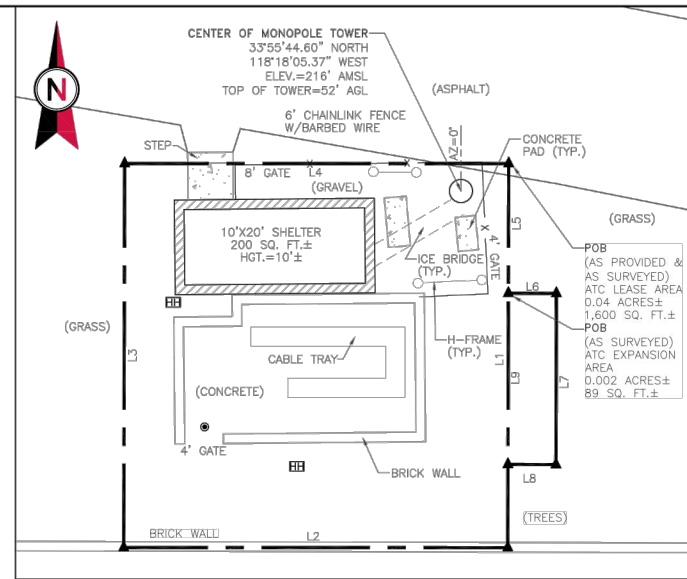 N
CENTER OF MONOPOLE TOWER
33°55'44.60" NORTH
118°18'05.37" WEST
ELEV.=216' AMSL
TOP OF TOWER=52' AGL
(ASPHALT)
6' CHAINLINK FENCE
W/BARBED WIRE
AZ=0°
STEP
CONCRETE
PAD (TYP.)
8' GATE
X
L4
X
(GRAVEL)
10'X20' SHELTER
200 SQ. FT.±
HGT.=10'±
X
4' GATE
L5
(GRASS)
POB
(AS PROVIDED &
AS SURVEYED)
ATC LEASE AREA
0.04 ACRES±
1,600 SQ. FT.±
ICE BRIDGE
(TYP.)
L6
POB
(AS SURVEYED)
ATC EXPANSION
AREA
0.002 ACRES±
89 SQ. FT.±
(GRASS)
L3
H-FRAME
(TYP.)
CABLE TRAY
L1
L9
L7
(CONCRETE)
4' GATE
BRICK WALL
L8
(TREES)
BRICK WALL
L2